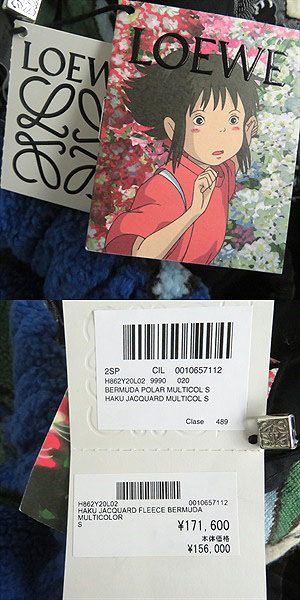 LOEWE
LOEWE
2SP CIL 0010657112
H862Y20L02 9990 020
BERMUDA POLAR MULTICOL S
HAKU JACQUARD MULTICOL S
Clase 489
H862Y20L02 0010657112
HAKU JACQUARD FLEECE BERMUDA
MULTICOLOR
S
¥171,600
本体価格
¥156,000